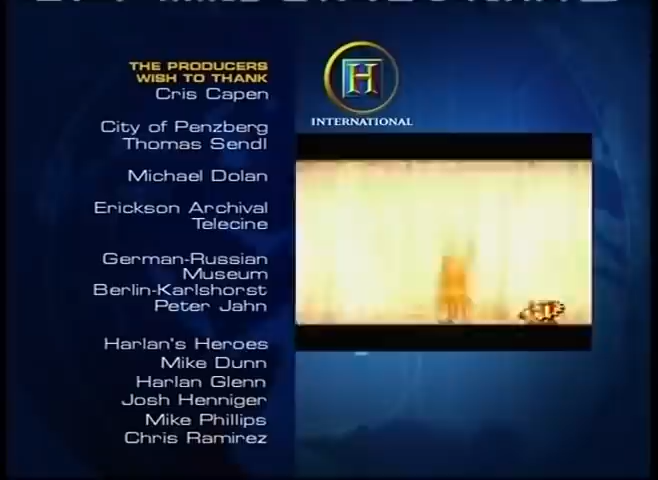 THE PRODUCERS
WISH TO THANK
Cris Capen
City of Penzberg
Thomas Sendl
Michael Dolan
Erickson Archival
Telecine
German-Russian
Museum
Berlin-Karlshorst
Peter Jahn
Harlan's Heroes
Mike Dunn
Harlan Glenn
Josh Henniger
Mike Phillips
Chris Ramirez
H
INTERNATIONAL